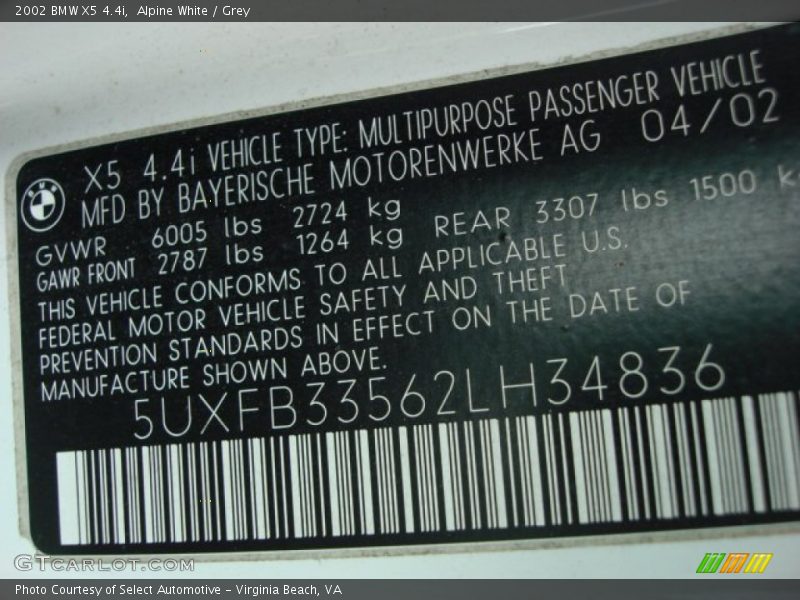 2002 BMW X5 4.4i, Alpine White / Grey
X5 4.4i VEHICLE TYPE: MULTIPURPOSE PASSENGER VEHICLE
MFD BY BAYERISCHE MOTORENWERKE AG 04/02
GVWR 6005 lbs 2724 kg
GAWR FRONT 2787 lbs 1264 kg REAR 3307 lbs 1500 k
THIS VEHICLE CONFORMS TO ALL APPLICABLE U.S.
FEDERAL MOTOR VEHICLE SAFETY AND THEFT
PREVENTION STANDARDS IN EFFECT ON THE DATE OF
MANUFACTURE SHOWN ABOVE.
5UXFB33562LH34836
GTCARLOT.COM
Photo Courtesy of Select Automotive - Virginia Beach, VA